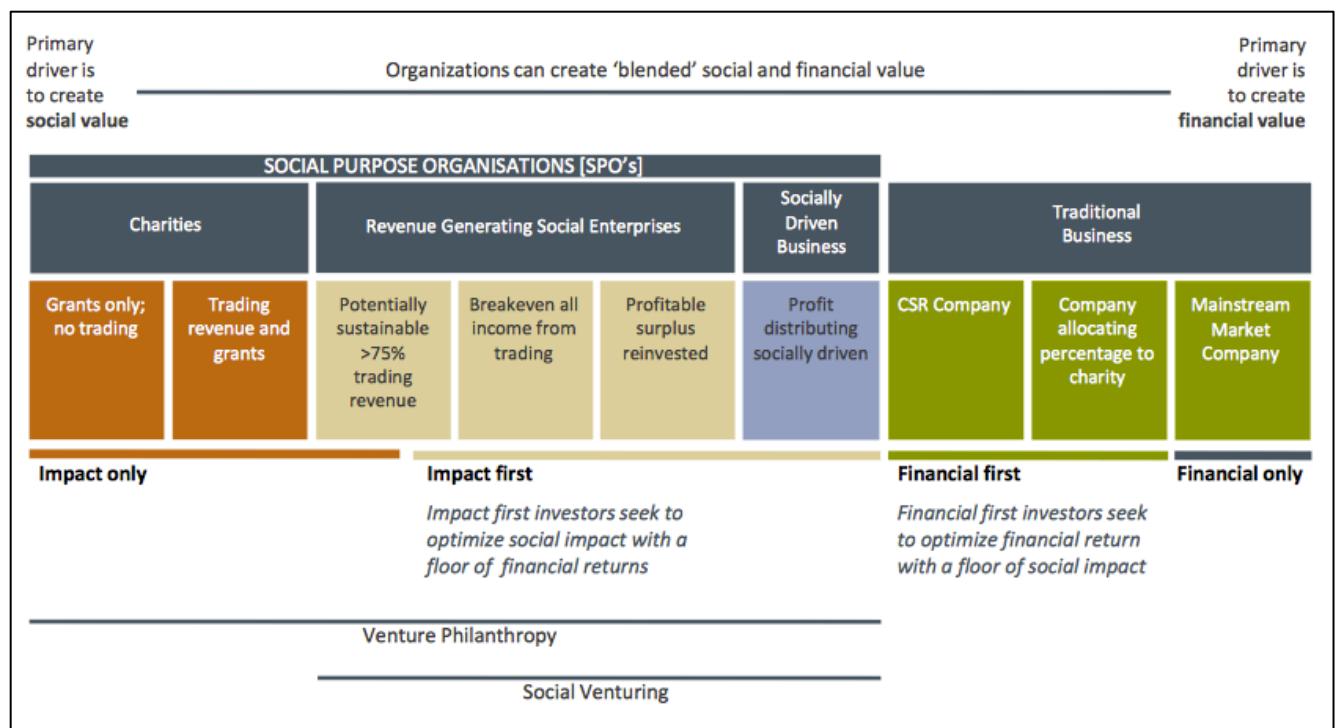 Primary
driver is
to create
social value
Organizations can create ‘blended’ social and financial value
Primary
driver is
to create
financial value
SOCIAL PURPOSE ORGANISATIONS [SPO’s]
Charities
Revenue Generating Social Enterprises
Socially
Driven
Business
Traditional
Business
Grants only;
no trading
Trading
revenue and
grants
Potentially
sustainable
>75%
trading
revenue
Breakeven all
income from
trading
Profitable
surplus
reinvested
Profit
distributing
socially driven
CSR Company
Company
allocating
percentage to
charity
Mainstream
Market
Company
Impact only
Impact first
Impact first investors seek to
optimize social impact with a
floor of financial returns
Financial first
Financial first investors seek
to optimize financial return
with a floor of social impact
Financial only
Venture Philanthropy
Social Venturing